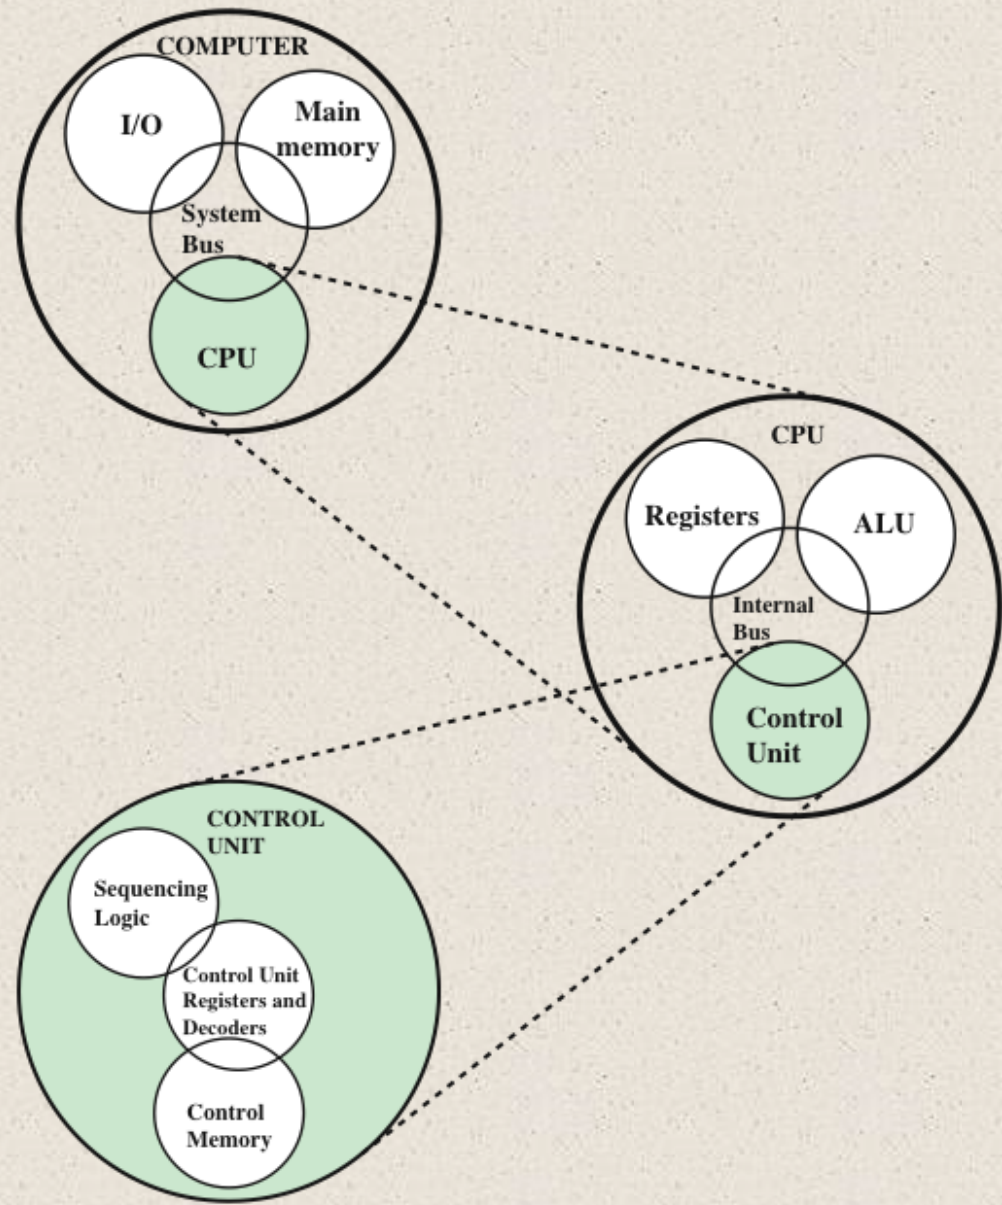 COMPUTER
I/O
Main
memory
System
Bus
CPU
CPU
Registers
ALU
Internal
Bus
Control
Unit
CONTROL
UNIT
Sequencing
Logic
Control Unit
Registers and
Decoders
Control
Memory